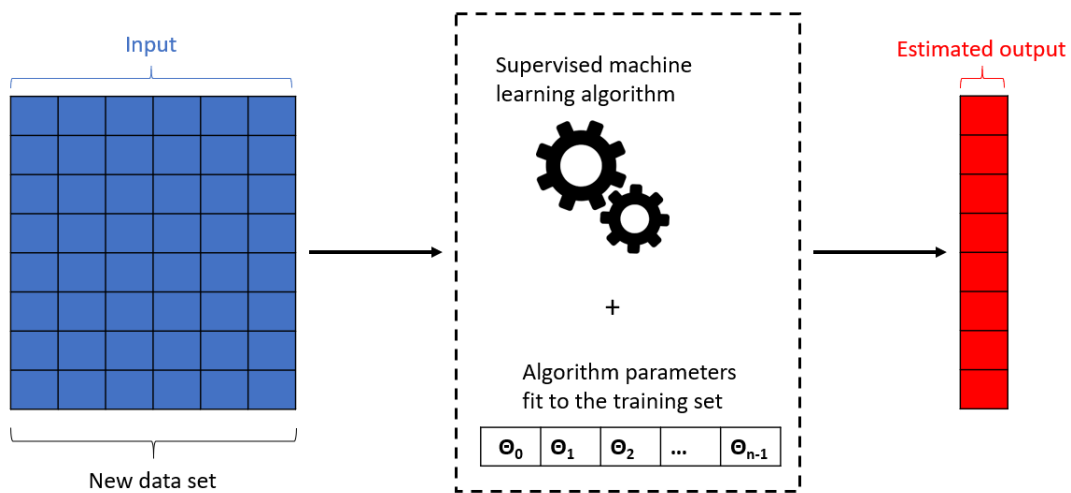 Input
New data set
Supervised machine
learning algorithm
+
Algorithm parameters
fit to the training set
Θ0 Θ1 Θ2 ... Θn-1
Estimated output